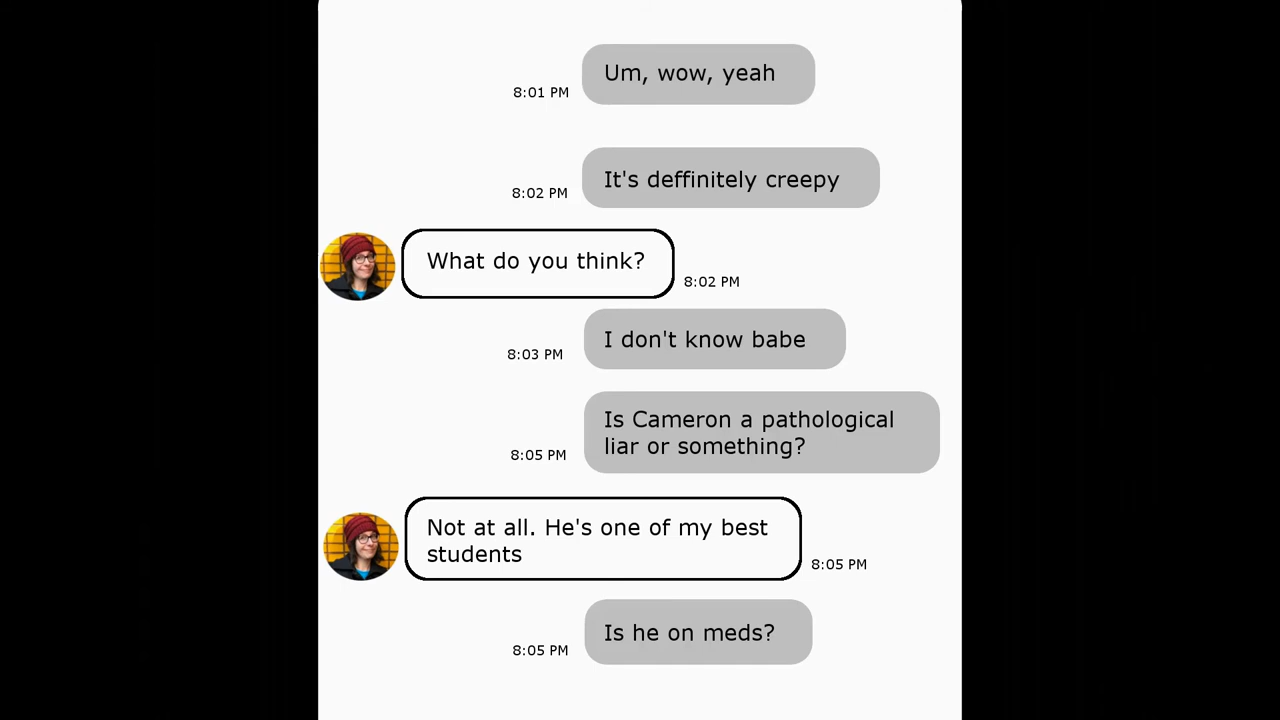 Um, wow, yeah
8:01 PM
It's deffinitely creepy
8:02 PM
What do you think?
8:02 PM
I don't know babe
8:03 PM
Is Cameron a pathological
liar or something?
8:05 PM
Not at all. He's one of my best
students
8:05 PM
Is he on meds?
8:05 PM